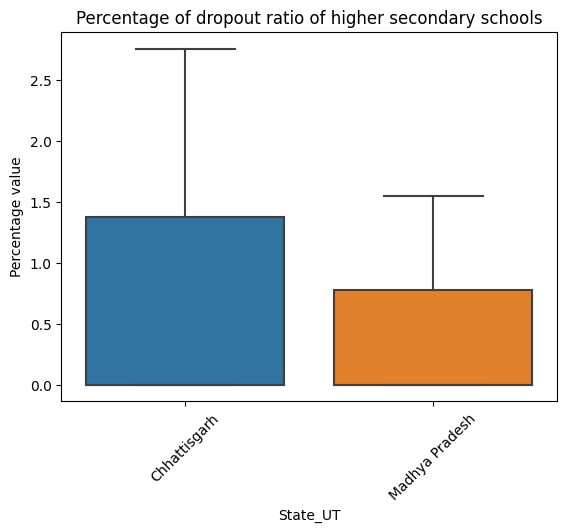 Percentage of dropout ratio of higher secondary schools
Percentage value
2.5
2.0
1.5
1.0
0.5
0.0
Chhattisgarh
Madhya Pradesh
State_UT